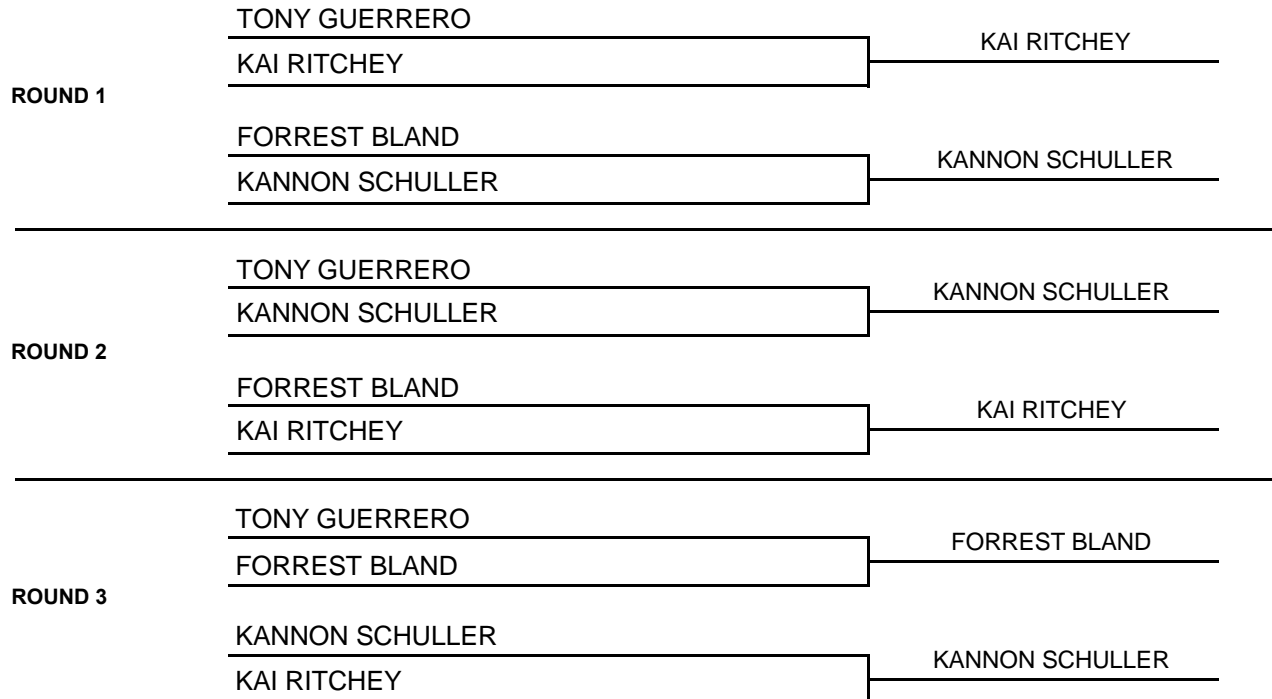 TONY GUERRERO
KAI RITCHEY
KAI RITCHEY
ROUND 1
FORREST BLAND
KANNON SCHULLER
KANNON SCHULLER
TONY GUERRERO
KANNON SCHULLER
KANNON SCHULLER
ROUND 2
FORREST BLAND
KAI RITCHEY
KAI RITCHEY
TONY GUERRERO
FORREST BLAND
FORREST BLAND
ROUND 3
KANNON SCHULLER
KANNON SCHULLER
KAI RITCHEY